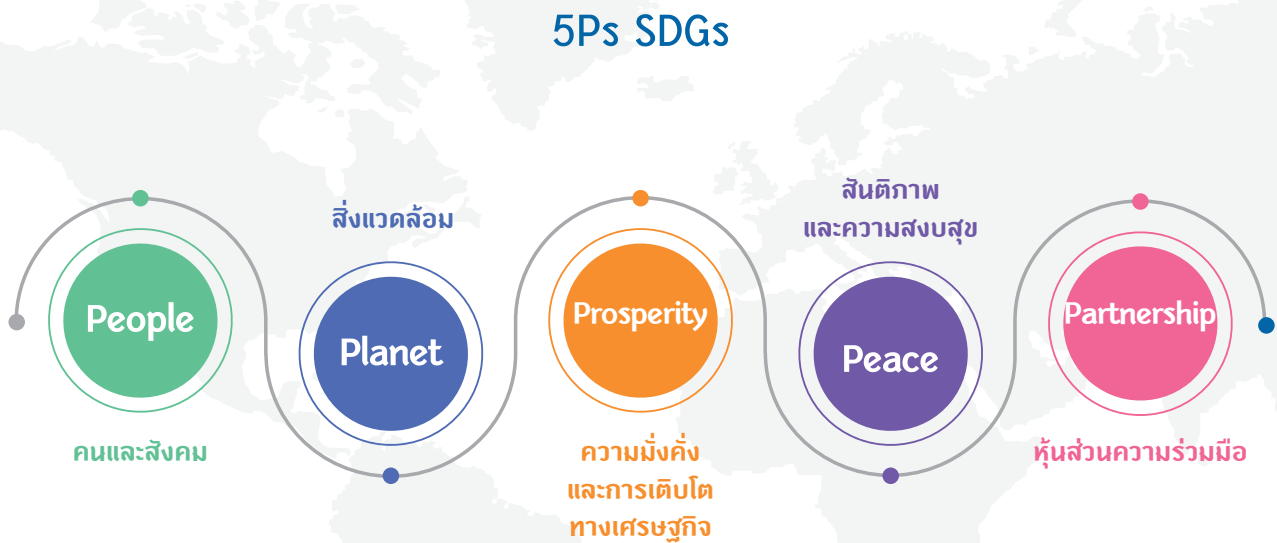 5Ps SDGs
People
คนและสังคม
สิ่งแวดล้อม
Planet
Prosperity
ความมั่งคั่ง
และการเติบโต
ทางเศรษฐกิจ
สันติภาพ
และความสงบสุข
Peace
Partnership
หุ้นส่วนความร่วมมือ